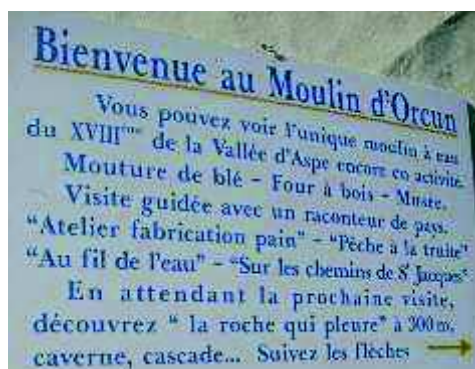 Bienvenue au Moulin d'Orcun
Vous pouvez voir l'unique moulin à eau
du XVIIIème de la Vallée d'Aspe encore en activité.
Mouture de blé - Four à bois - Musée.
Visite guidée avec un raconteur de pays.
"Atelier fabrication pain" - "Pêche à la truite"
"Au fil de l'eau" - "Sur les chemins de St Jacques"
En attendant la prochaine visite,
découvrez " la roche qui pleure" à 300 m,
caverne, cascade... Suivez les flèches